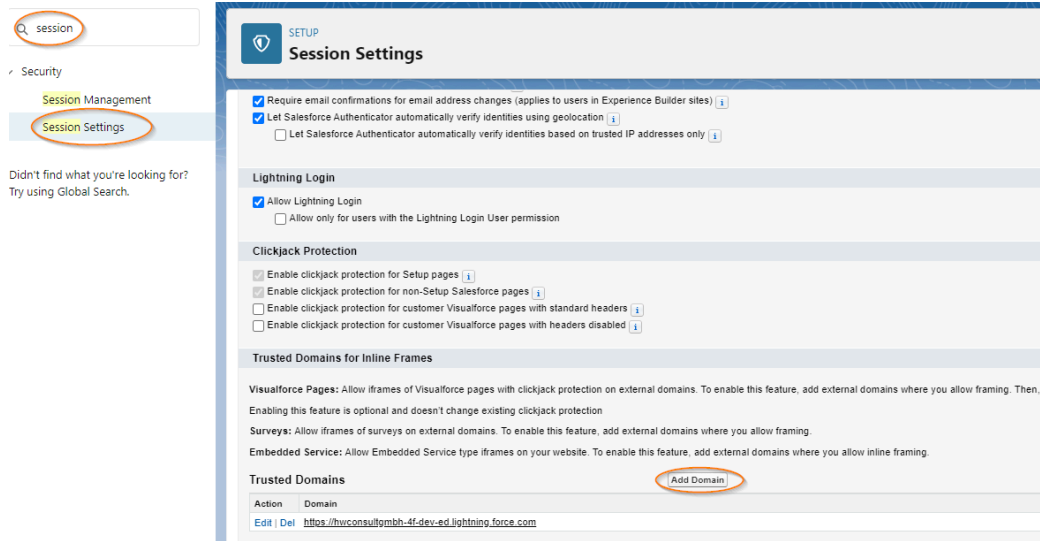 session
Security
Session Management
Session Settings
Didn't find what you're looking for?
Try using Global Search.
SETUP
Session Settings
Require email confirmations for email address changes (applies to users in Experience Builder sites) i
Let Salesforce Authenticator automatically verify identities using geolocation i
Let Salesforce Authenticator automatically verify identities based on trusted IP addresses only i
Lightning Login
Allow Lightning Login
Allow only for users with the Lightning Login User permission
Clickjack Protection
Enable clickjack protection for Setup pages i
Enable clickjack protection for non-Setup Salesforce pages i
Enable clickjack protection for customer Visualforce pages with standard headers i
Enable clickjack protection for customer Visualforce pages with headers disabled i
Trusted Domains for Inline Frames
Visualforce Pages: Allow iframes of Visualforce pages with clickjack protection on external domains. To enable this feature, add external domains where you allow framing. Then,
Enabling this feature is optional and doesn't change existing clickjack protection
Surveys: Allow iframes of surveys on external domains. To enable this feature, add external domains where you allow framing.
Embedded Service: Allow Embedded Service type iframes on your website. To enable this feature, add external domains where you allow inline framing.
Trusted Domains Add Domain
Action Domain
Edit | Del https://hwconsultgmbh-4f-dev-ed.lightning.force.com